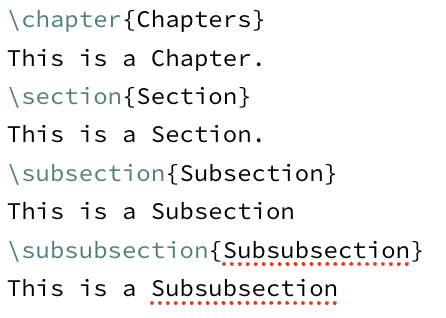 \chapter{Chapters}
This is a Chapter.
\section{Section}
This is a Section.
\subsection{Subsection}
This is a Subsection
\subsubsection{Subsubsection}
This is a Subsubsection